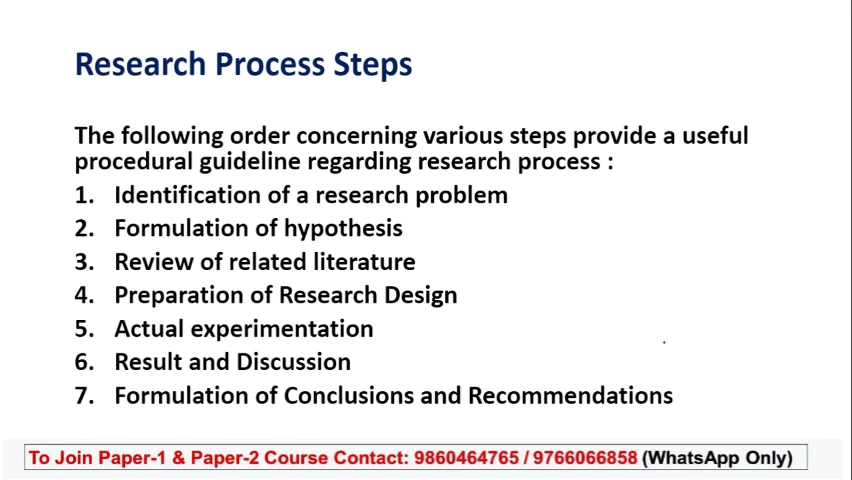 Research Process Steps
The following order concerning various steps provide a useful
procedural guideline regarding research process :
1. Identification of a research problem
2. Formulation of hypothesis
3. Review of related literature
4. Preparation of Research Design
5. Actual experimentation
6. Result and Discussion
7. Formulation of Conclusions and Recommendations
To Join Paper-1 & Paper-2 Course Contact: 9860464765 / 9766066858 (WhatsApp Only)